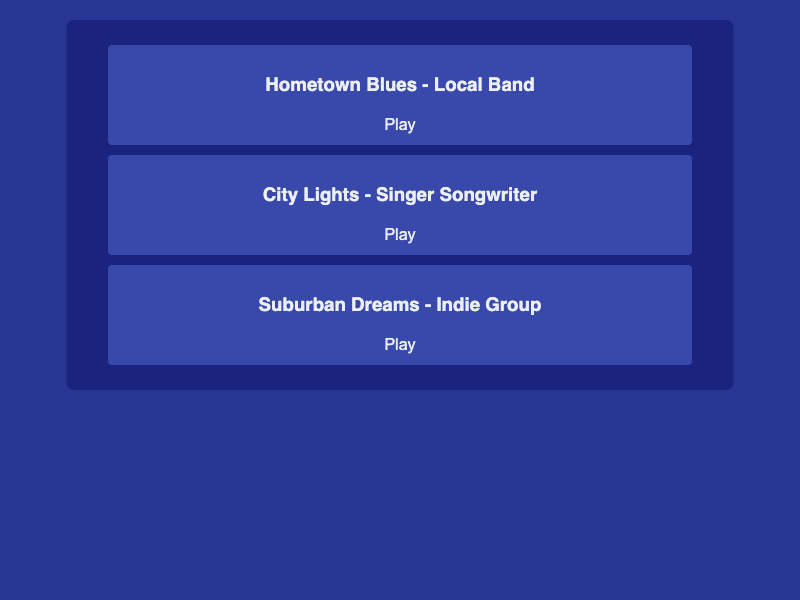 Hometown Blues - Local Band
Play
City Lights - Singer Songwriter
Play
Suburban Dreams - Indie Group
Play